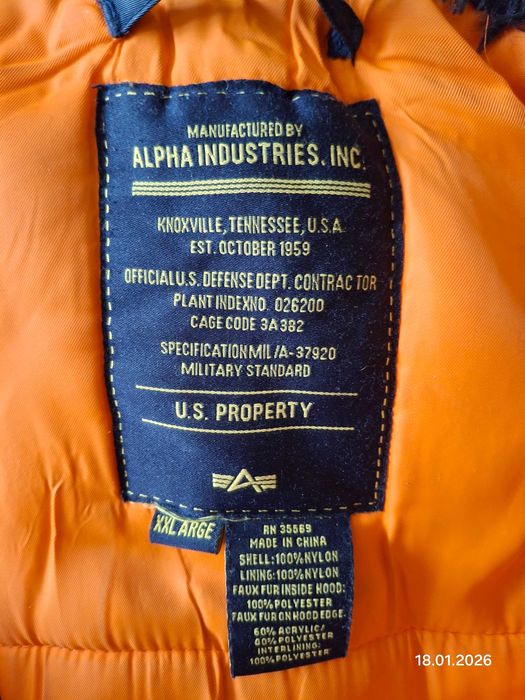 MANUFACTURED BY
ALPHA INDUSTRIES, INC.
KNOXVILLE, TENNESSEE, U.S.A
EST. OCTOBER 1959
OFFICIAL U.S. DEFENSE DEPT. CONTRACTOR
PLANT INDEX NO. 026200
CAGE CODE 3A382
SPECIFICATION MIL/A-37920
MILITARY STANDARD
U.S. PROPERTY
XXLARGE
RN 35569
MADE IN CHINA
SHELL:100%NYLON
LINING:100%NYLON
FAUX FUR INSIDE HOOD:
100%POLYESTER
FAUX FUR ON HOOD EDGE:
60% ACRYLIC/
40%POLYESTER
INTERLINING:
100%POLYESTER
18.01.2026